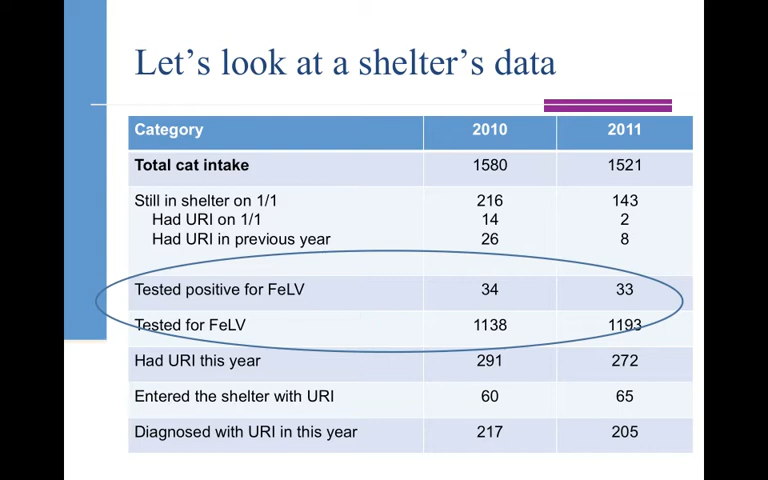 Let's look at a shelter's data
Category 2010 2011
Total cat intake 1580 1521
Still in shelter on 1/1 216 143
Had URI on 1/1 14 2
Had URI in previous year 26 8
Tested positive for FeLV 34 33
Tested for FeLV 1138 1193
Had URI this year 291 272
Entered the shelter with URI 60 65
Diagnosed with URI in this year 217 205